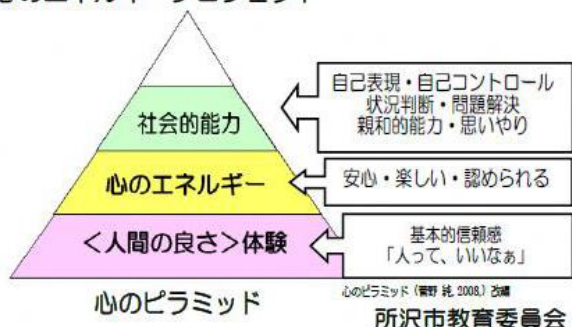 自己表現・自己コントロール
状況判断・問題解決
親和的能力・思いやり
社会的能力
心のエネルギー
安心・楽しい・認められる
＜人間の良さ＞体験
基本的信頼感
「人って、いいなぁ」
心のピラミッド（菅野 純, 2008,）改編
心のピラミッド
所沢市教育委員会